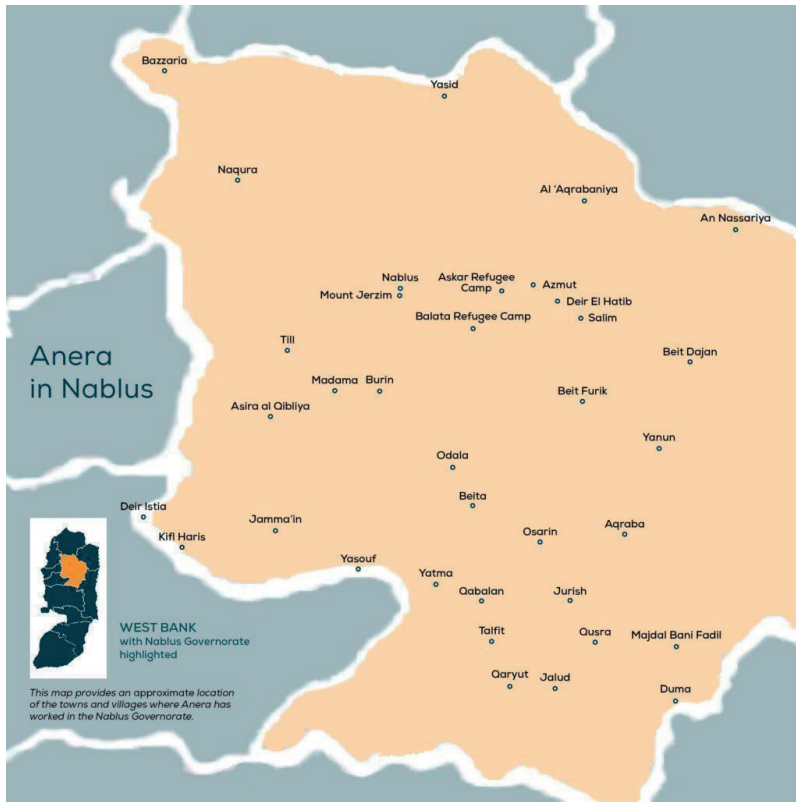 Bazzaria
Yasid
Naqura
Al 'Aqrabaniya
An Nassariya
Nablus
Askar Refugee
Camp
Azmut
Mount Jerzim
Deir El Hatib
Balata Refugee Camp
Salim
Till
Anera
in Nablus
Beit Dajan
Madama
Burin
Beit Furik
Asira al Qibliya
Yanun
Odala
Beita
Deir Istia
Jamma'in
Osarin
Aqraba
Kifl Haris
Yasouf
Yatma
Qabalan
Jurish
WEST BANK
with Nablus Governorate
highlighted
Talfit
Qusra
Majdal Bani Fadil
Qaryut
Jalud
Duma
This map provides an approximate location
of the towns and villages where Anera has
worked in the Nablus Governorate.